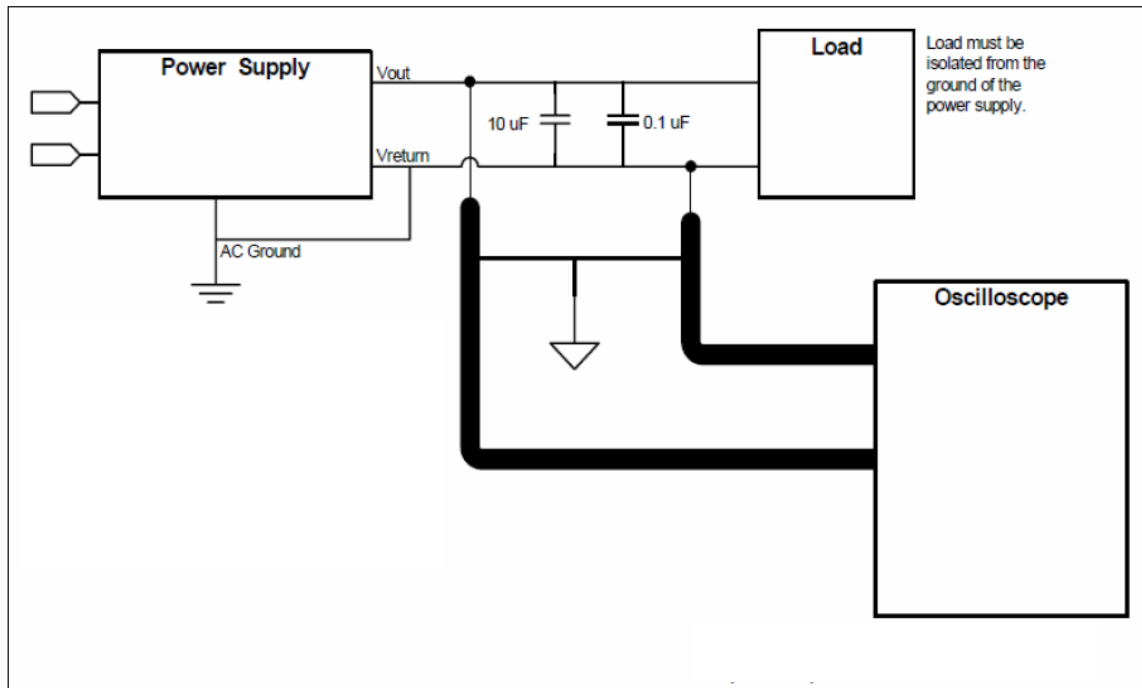 Power Supply
Vout
Vreturn
AC Ground
10 uF
0.1 uF
Load
Load must be
isolated from the
ground of the
power supply.
Oscilloscope